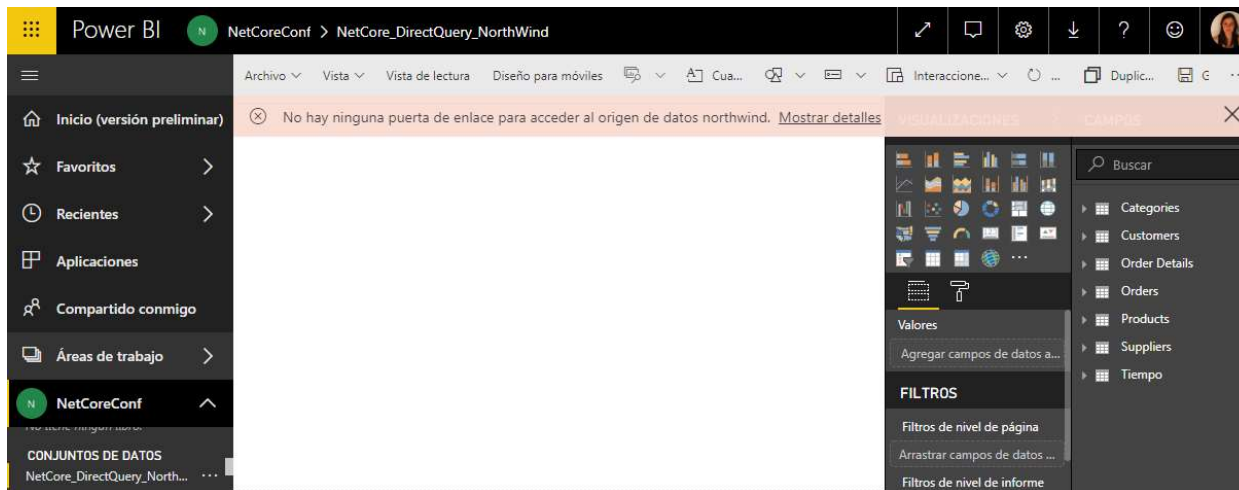 Power BI
N
NetCoreConf > NetCore_DirectQuery_NorthWind
?
Archivo
Vista
Vista de lectura
Diseño para móviles
Cua...
Interaccione...
...
Duplic...
G
No hay ninguna puerta de enlace para acceder al origen de datos northwind. Mostrar detalles
VISUALIZACIONES
CAMPOS
Inicio (versión preliminar)
Favoritos
Recientes
Aplicaciones
Compartido conmigo
Áreas de trabajo
N
NetCoreConf
No tiene ningún libro.
CONJUNTOS DE DATOS
NetCore_DirectQuery_North... ...
Valores
Agregar campos de datos a...
FILTROS
Filtros de nivel de página
Arrastrar campos de datos ...
Filtros de nivel de informe
Buscar
Categories
Customers
Order Details
Orders
Products
Suppliers
Tiempo